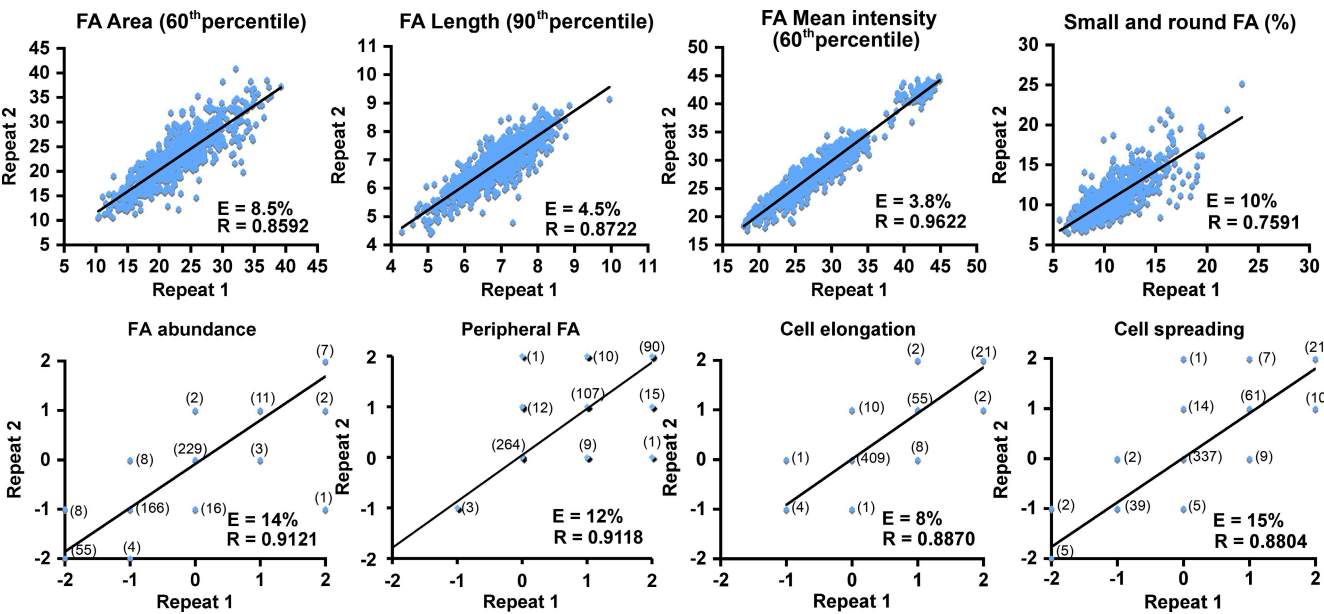 FA Area (60th percentile)
45
40
35
30
25
20
15
10
5
Repeat 2
E = 8.5%
R = 0.8592
5 10 15 20 25 30 35 40 45
Repeat 1
FA Length (90th percentile)
11
10
9
8
7
6
5
4
Repeat 2
E = 4.5%
R = 0.8722
4 5 6 7 8 9 10 11
Repeat 1
FA Mean intensity
(60th percentile)
50
45
40
35
30
25
20
15
Repeat 2
E = 3.8%
R = 0.9622
15 20 25 30 35 40 45 50
Repeat 1
Small and round FA (%)
30
25
20
15
10
5
Repeat 2
E = 10%
R = 0.7591
5 10 15 20 25 30
Repeat 1
FA abundance
2
1
0
-1
-2
Repeat 2
(7)
(2) (11) (2)
(8) (229) (3)
(8) (166) (16) (1)
(55) (4)
E = 14%
R = 0.9121
-2 -1 0 1 2
Repeat 1
Peripheral FA
2
1
0
-1
-2
Repeat 2
(1) (10) (90)
(12) (107) (15)
(264) (9) (1)
(3)
E = 12%
R = 0.9118
-2 -1 0 1 2
Repeat 1
Cell elongation
2
1
0
-1
-2
Repeat 2
(2) (21)
(10) (55) (2)
(1) (409) (8)
(4) (1)
E = 8%
R = 0.8870
-2 -1 0 1 2
Repeat 1
Cell spreading
2
1
0
-1
-2
Repeat 2
(1) (7) (21
(14) (61) (10
(2) (337) (9)
(2) (39) (5)
(5)
E = 15%
R = 0.8804
-2 -1 0 1 2
Repeat 1